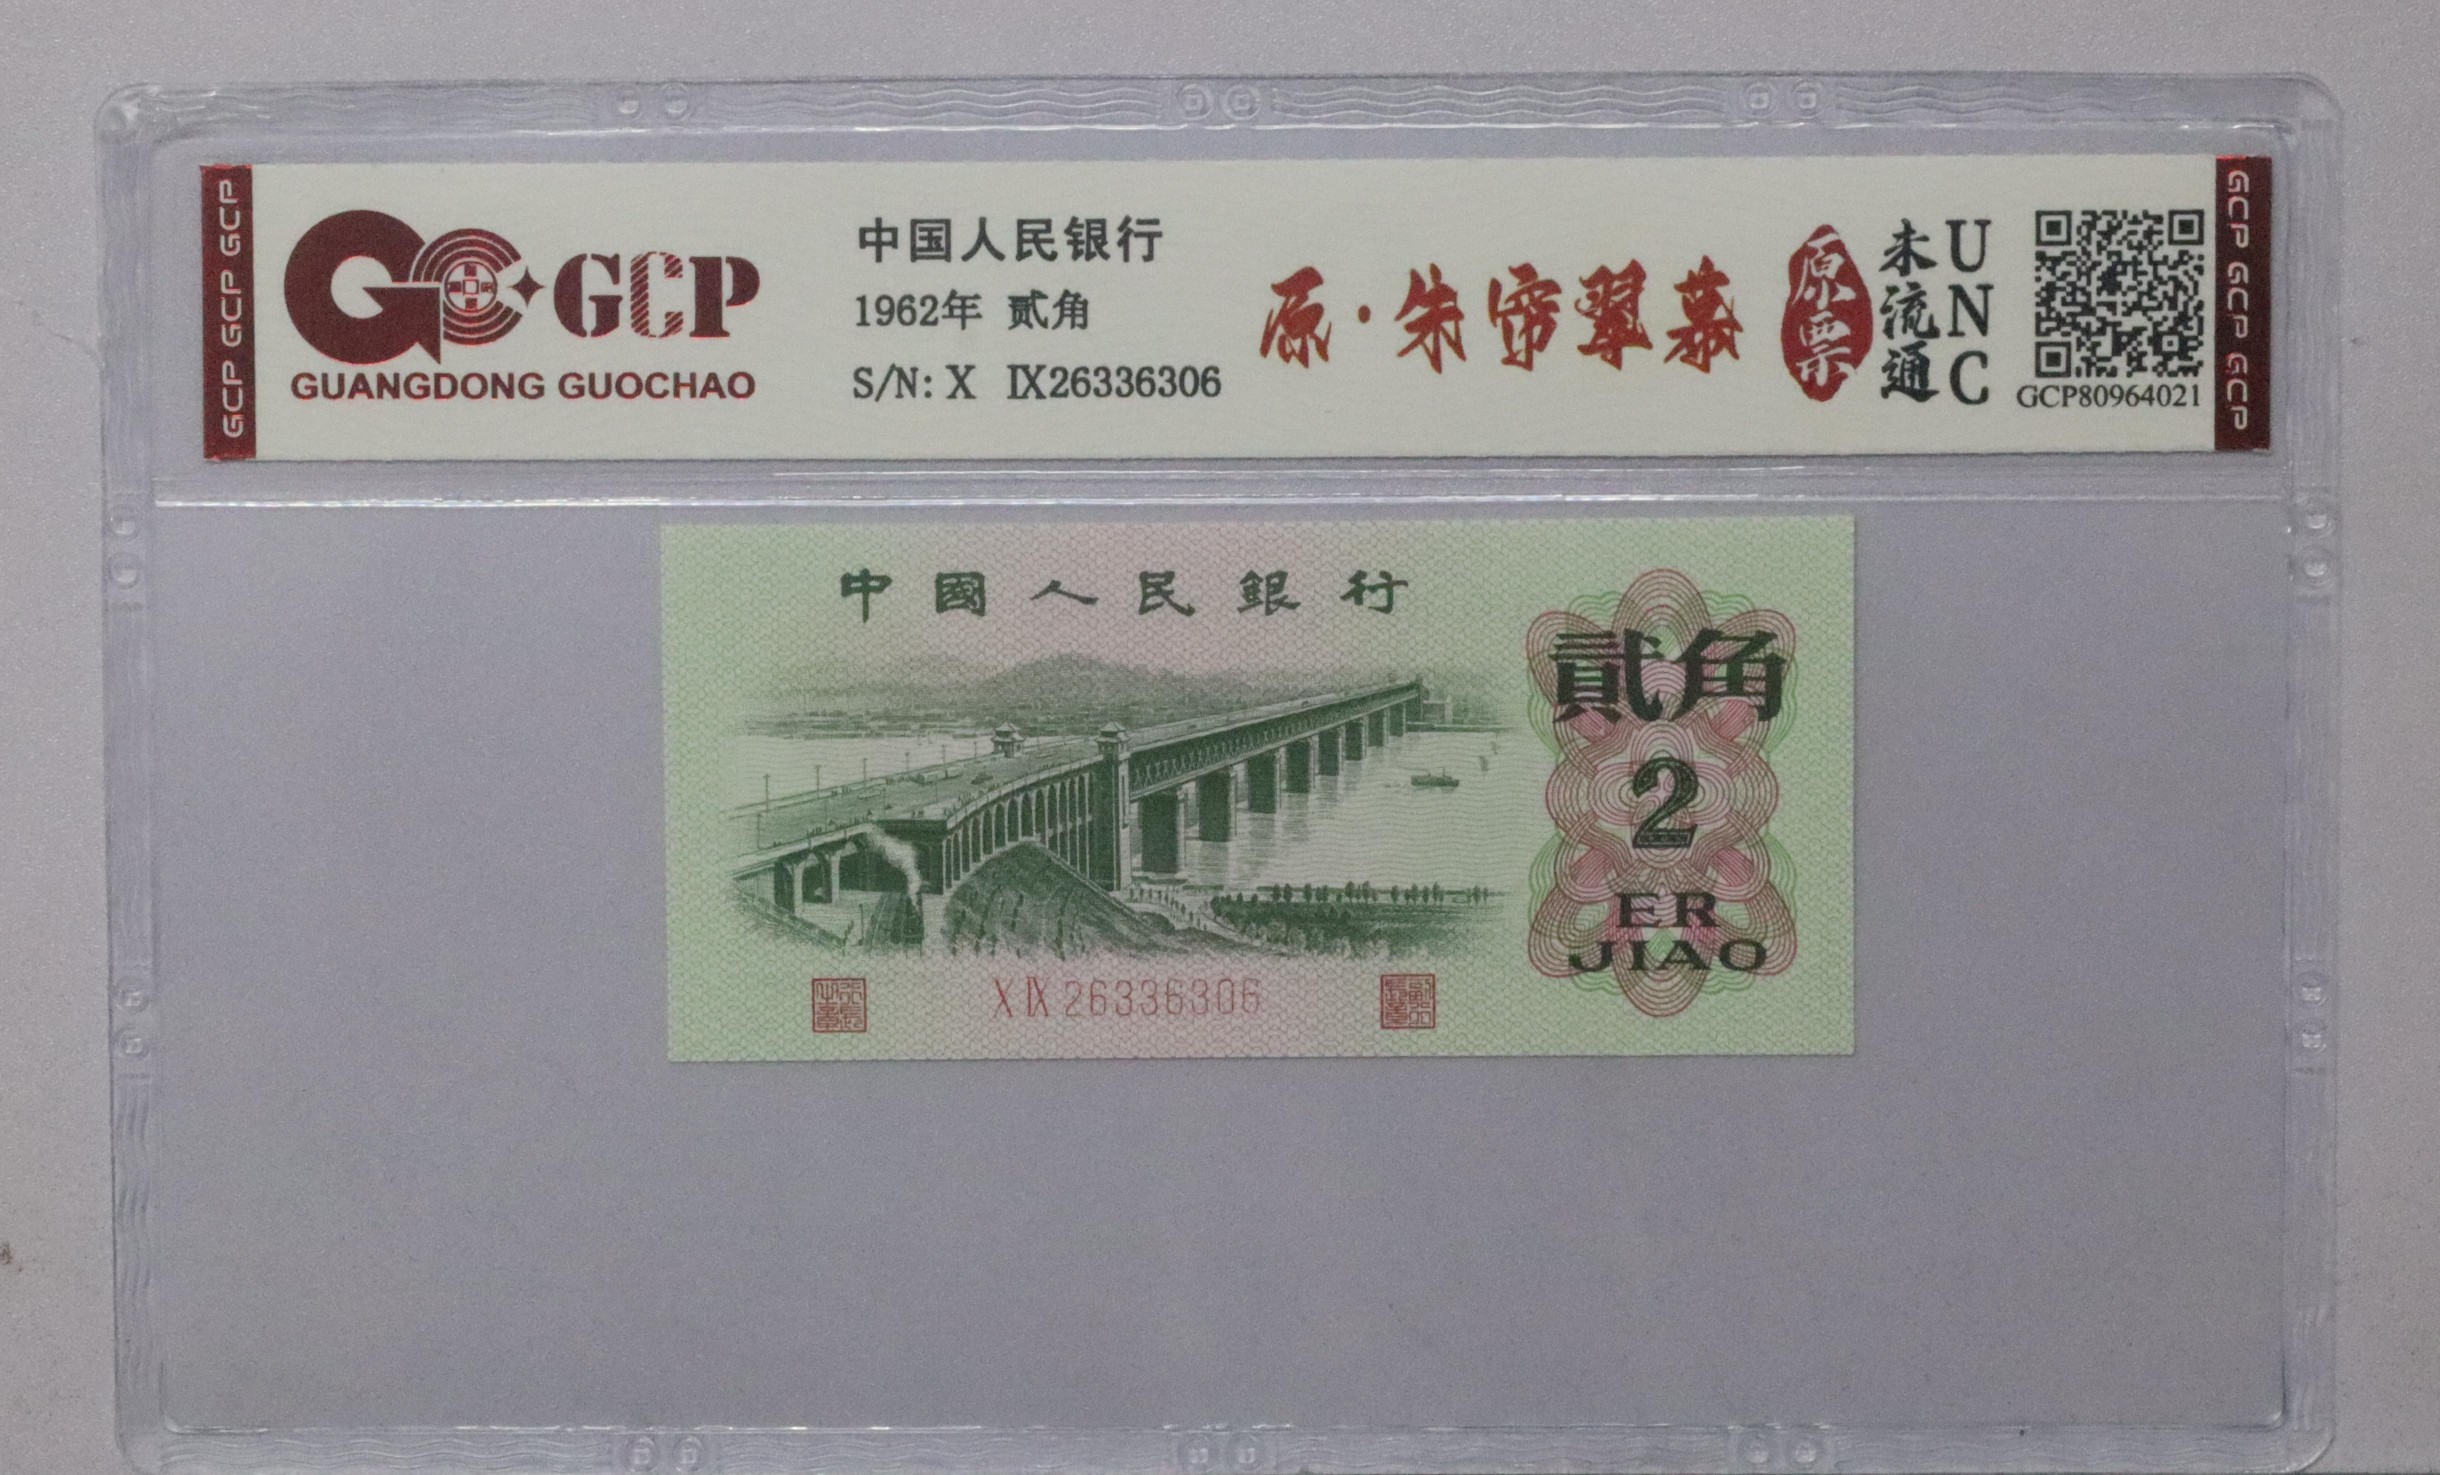 GCP GCP GCP
GCP
GUANGDONG GUOCHAO
中国人民银行
1962年 贰角
S/N: X Ⅸ26336306
原·朱帘翠幕
原票
未流通
UNC
GCP80964021
GCP GCP GCP
中國人民銀行
貳角
2
ER
JIAO
X Ⅸ 26336306